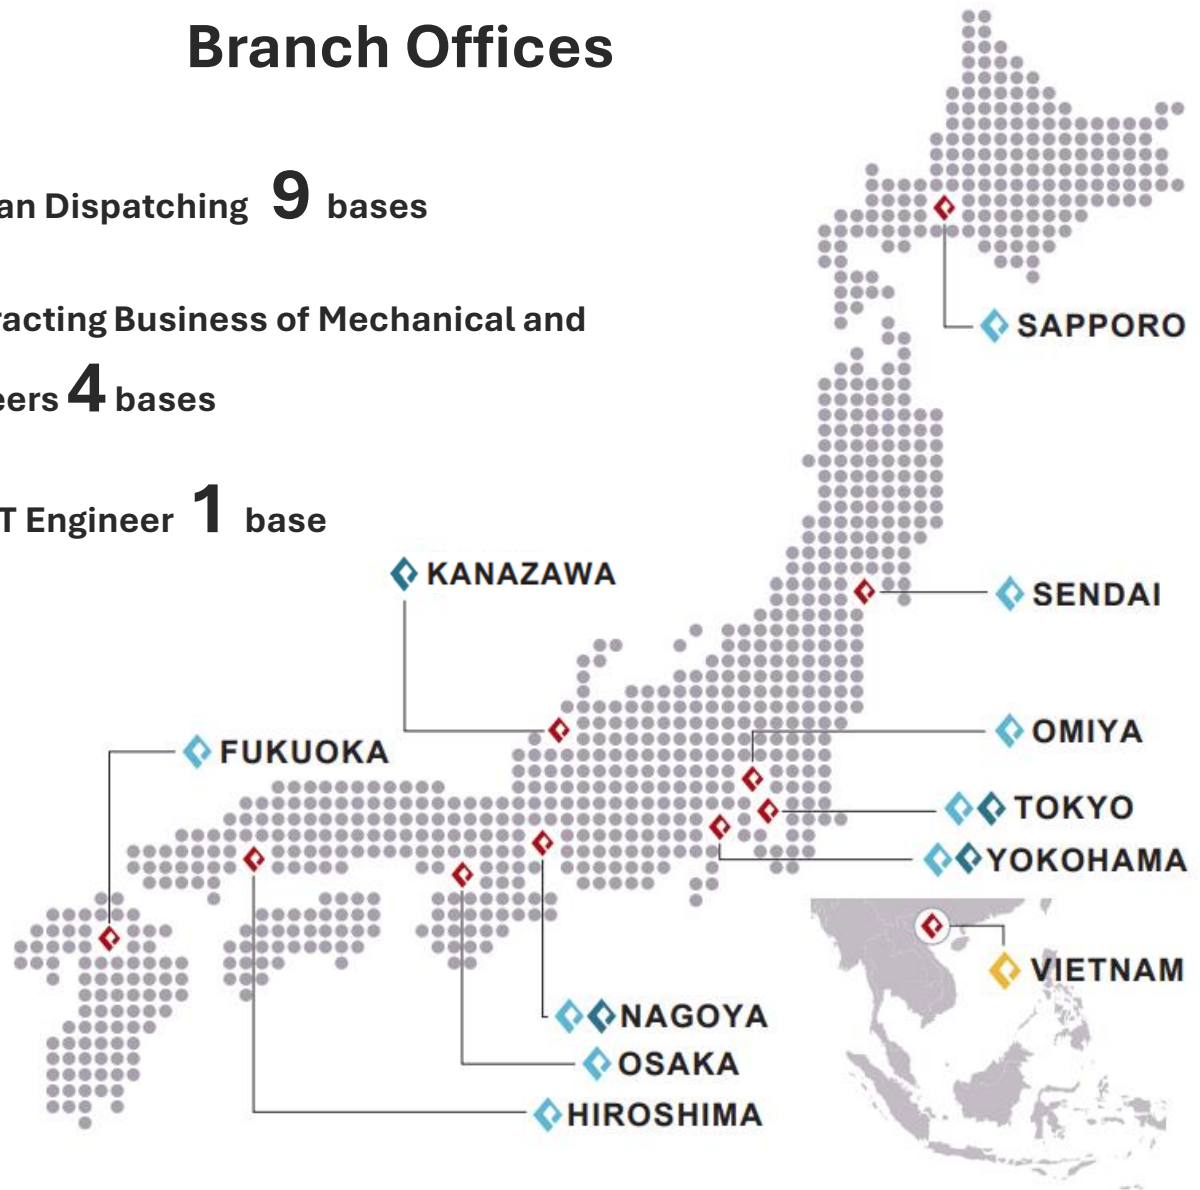 Branch Offices
an Dispatching 9 bases
racting Business of Mechanical and
eers 4 bases
T Engineer 1 base
SAPPORO
KANAZAWA
SENDAI
OMIYA
FUKUOKA
TOKYO
YOKOHAMA
VIETNAM
NAGOYA
OSAKA
HIROSHIMA